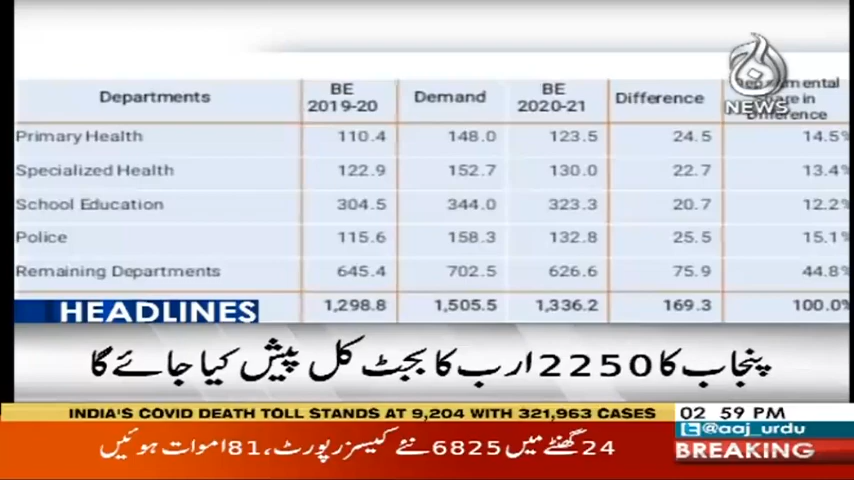 Departments BE 2019-20 Demand BE 2020-21 Difference Share in Difference
Primary Health 110.4 148.0 123.5 24.5 14.5%
Specialized Health 122.9 152.7 130.0 22.7 13.4%
School Education 304.5 344.0 323.3 20.7 12.2%
Police 115.6 158.3 132.8 25.5 15.1%
Remaining Departments 645.4 702.5 626.6 75.9 44.8%
1,298.8 1,505.5 1,336.2 169.3 100.0%
NEWS
HEADLINES
پنجاب کا 2250 ارب کا بجٹ کل پیش کیا جائے گا
INDIA'S COVID DEATH TOLL STANDS AT 9,204 WITH 321,963 CASES
02 59 PM
@aaj_urdu
24 گھنٹے میں 6825 نئے کیسز رپورٹ، 81 اموات ہوئیں
BREAKING